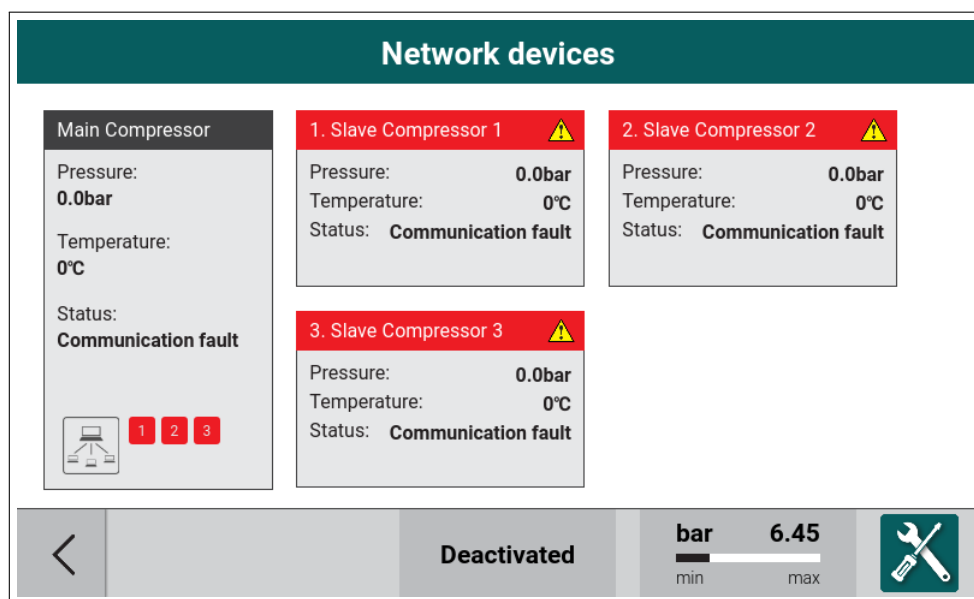 Network devices
Main Compressor
Pressure:
0.0bar
Temperature:
0°C
Status:
Communication fault
1 2 3
1. Slave Compressor 1
Pressure: 0.0bar
Temperature: 0°C
Status: Communication fault
2. Slave Compressor 2
Pressure: 0.0bar
Temperature: 0°C
Status: Communication fault
3. Slave Compressor 3
Pressure: 0.0bar
Temperature: 0°C
Status: Communication fault
Deactivated
bar 6.45
min max